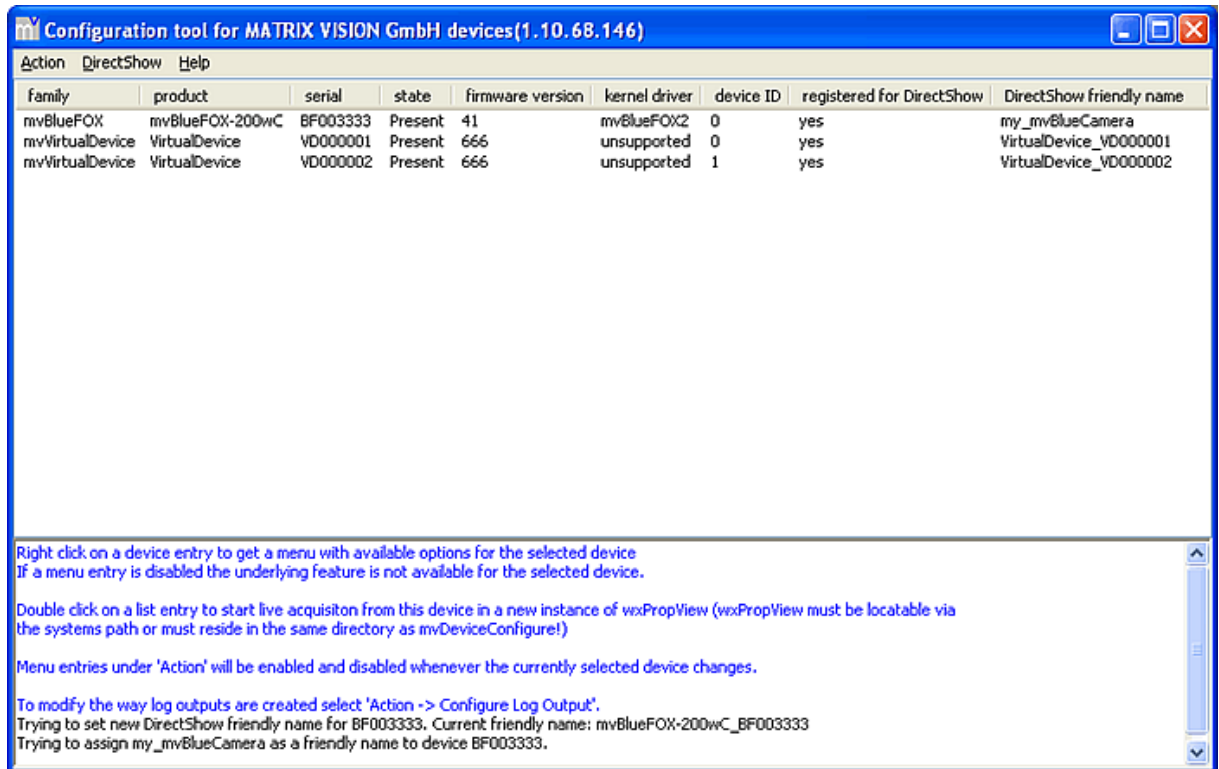 Configuration tool for MATRIX VISION GmbH devices(1.10.68.146)
Action DirectShow Help
family product serial state firmware version kernel driver device ID registered for DirectShow DirectShow friendly name
mvBlueFOX mvBlueFOX-200wC BF003333 Present 41 mvBlueFOX2 0 yes my_mvBlueCamera
mvVirtualDevice VirtualDevice VD000001 Present 666 unsupported 0 yes VirtualDevice_VD000001
mvVirtualDevice VirtualDevice VD000002 Present 666 unsupported 1 yes VirtualDevice_VD000002
Right click on a device entry to get a menu with available options for the selected device
If a menu entry is disabled the underlying feature is not available for the selected device.
Double click on a list entry to start live acquisiton from this device in a new instance of wxPropView (wxPropView must be locatable via
the systems path or must reside in the same directory as mvDeviceConfigure!)
Menu entries under 'Action' will be enabled and disabled whenever the currently selected device changes.
To modify the way log outputs are created select 'Action -> Configure Log Output'.
Trying to set new DirectShow friendly name for BF003333. Current friendly name: mvBlueFOX-200wC_BF003333
Trying to assign my_mvBlueCamera as a friendly name to device BF003333.